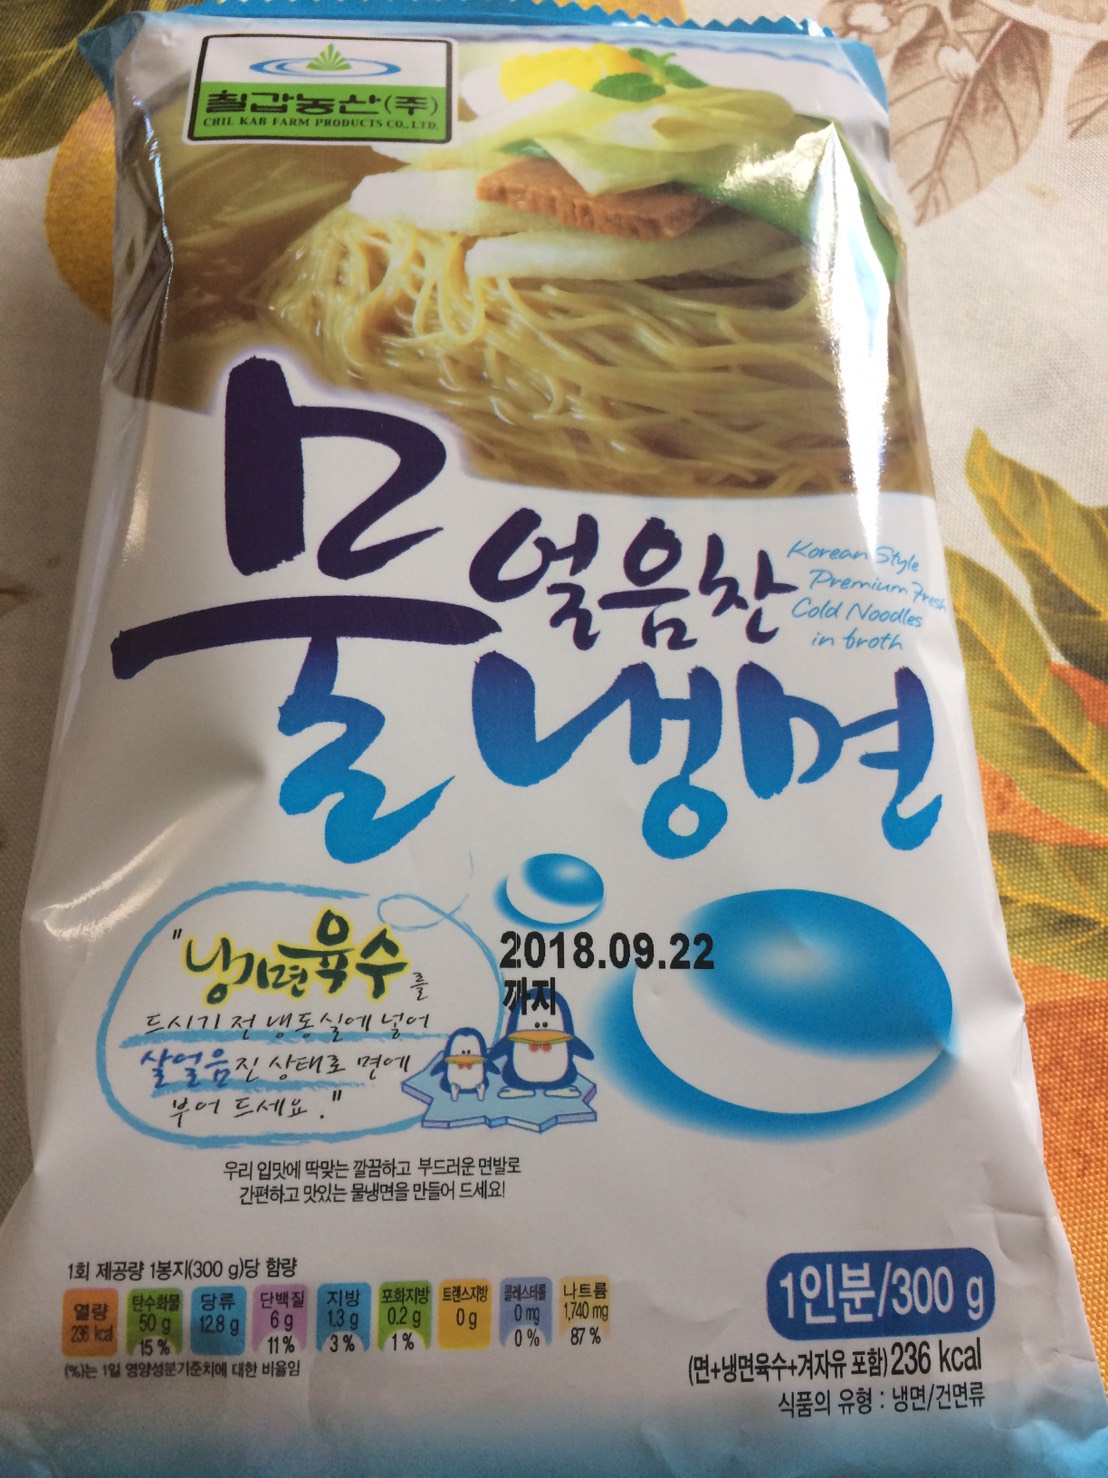 칠갑농산(주)
CHIL KAB FARM PRODUCTS CO., LTD.
얼음찬
물냉면
Korean Style
Premium Fresh
Cold Noodles
in broth
2018.09.22
까지
"냉면육수를
드시기 전 냉동실에 넣어
살얼음진 상태로 면에
부어 드세요."
우리 입맛에 딱맞는 깔끔하고 부드러운 면발로
간편하고 맛있는 물냉면을 만들어 드세요!
1회 제공량 1봉지(300 g)당 함량
열량 236 kcal
탄수화물 50 g 15 %
당류 12.8 g
단백질 6 g 11 %
지방 1.3 g 3 %
포화지방 0.2 g 1 %
트랜스지방 0 g
콜레스테롤 0 mg 0 %
나트륨 1,740 mg 87 %
(%)는 1일 영양성분기준치에 대한 비율임
1인분/300 g
(면+냉면육수+겨자유 포함) 236 kcal
식품의 유형 : 냉면/건면류